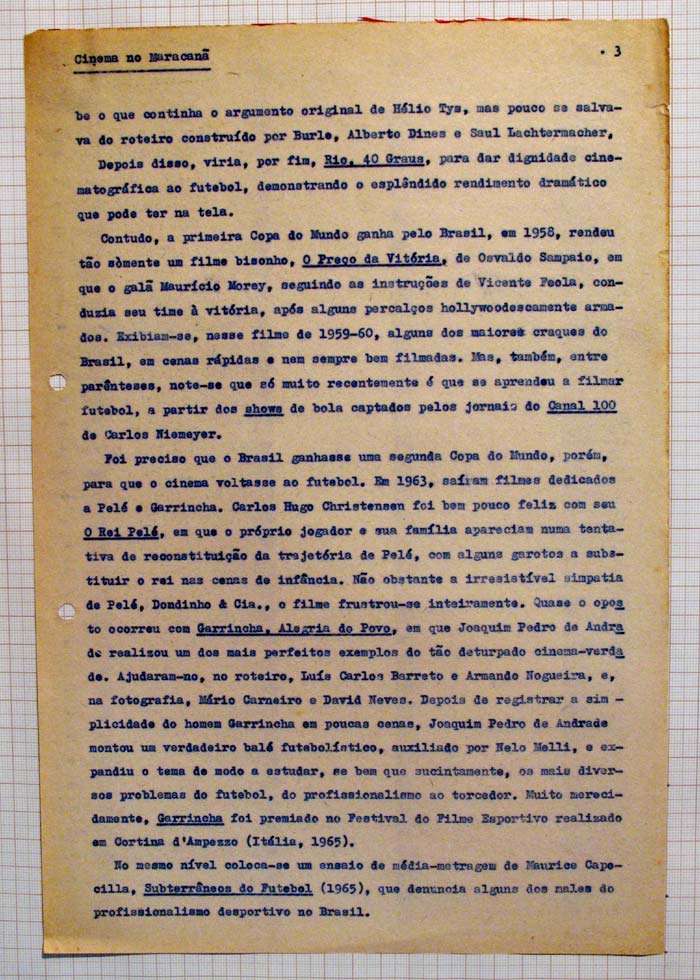 Cinema no Maracanã
. 3
be o que continha o argumento original de Hélio Tys, mas pouco se salva-
va do roteiro construído por Burle, Alberto Dines e Saul Lachtermacher,
Depois disso, viria, por fim, Rio, 40 Graus, para dar dignidade cine-
matográfica ao futebol, demonstrando o esplêndido rendimento dramático
que pode ter na tela.
Contudo, a primeira Copa do Mundo ganha pelo Brasil, em 1958, rendeu
tão sòmente um filme bisonho, O Preço da Vitória, de Osvaldo Sampaio, em
que o galã Maurício Morey, seguindo as instruções de Vicente Feola, con-
duzia seu time à vitória, após alguns percalços hollywoodescamente arma-
dos. Exibiam-se, nesse filme de 1959-60, alguns dos maiores craques do
Brasil, em cenas rápidas e nem sempre bem filmadas. Mas, também, entre
parênteses, note-se que só muito recentemente é que se aprendeu a filmar
futebol, a partir dos shows de bola captados pelos jornais do Canal 100
de Carlos Niemeyer.
Foi preciso que o Brasil ganhasse uma segunda Copa do Mundo, porém,
para que o cinema voltasse ao futebol. Em 1963, saíram filmes dedicados
a Pelé e Garrincha. Carlos Hugo Christensen foi bem pouco feliz com seu
O Rei Pelé, em que o próprio jogador e sua família apareciam numa tenta-
tiva de reconstituição da trajetória de Pelé, com alguns garotos a subs-
tituir o rei nas cenas de infância. Não obstante a irresistível simpatia
de Pelé, Dondinho & Cia., o filme frustrou-se inteiramente. Quase o opos
to ocorreu com Garrincha, Alegria do Povo, em que Joaquim Pedro de Andra
de realizou um dos mais perfeitos exemplos do tão deturpado cinema-verda
de. Ajudaram-no, no roteiro, Luís Carlos Barreto e Armando Nogueira, e,
na fotografia, Mário Carneiro e David Neves. Depois de registrar a sim -
plicidade do homem Garrincha em poucas cenas, Joaquim Pedro de Andrade
montou um verdadeiro balé futebolístico, auxiliado por Nelo Melli, e ex-
pandiu o tema de modo a estudar, se bem que sucintamente, os mais diver-
sos problemas do futebol, do profissionalismo ao torcedor. Muito mereci-
damente, Garrincha foi premiado no Festival do Filme Esportivo realizado
em Cortina d'Ampezzo (Itália, 1965).
No mesmo nível coloca-se um ensaio de média-metragem de Maurice Capo-
cilla, Subterrâneos do Futebol (1965), que denuncia alguns dos males do
profissionalismo desportivo no Brasil.